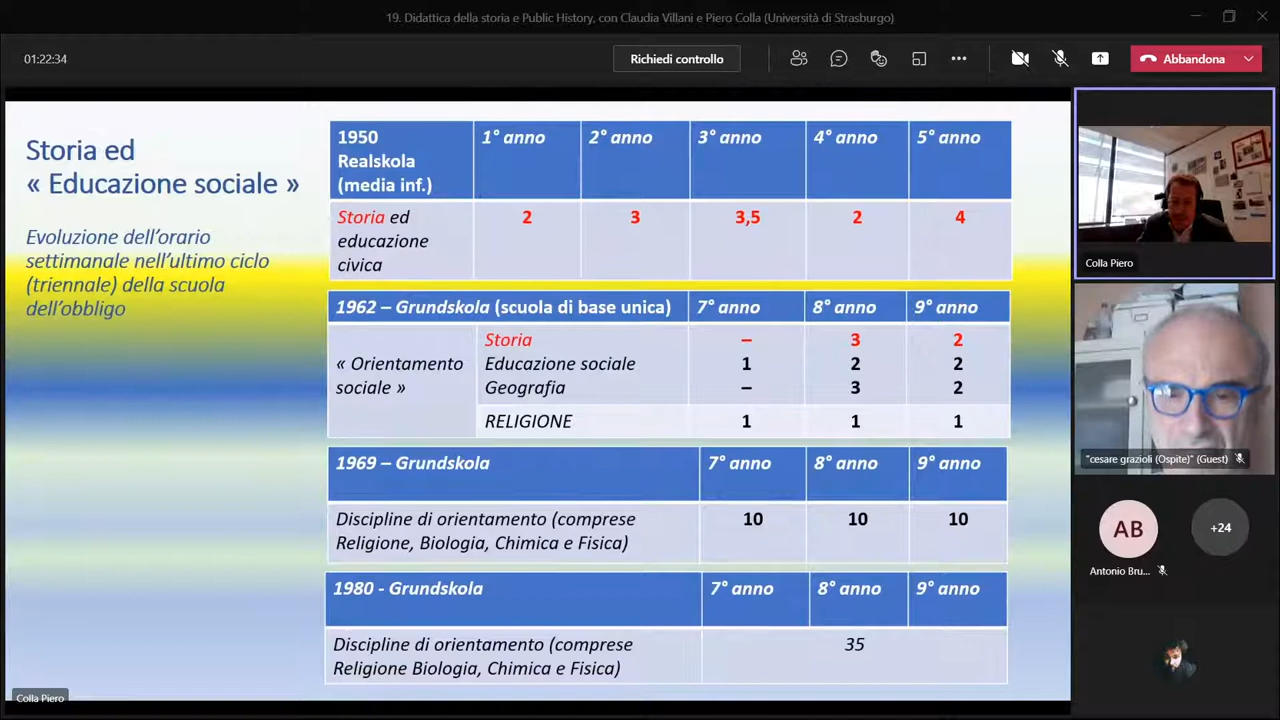 19. Didattica della storia e Public History, con Claudia Villani e Piero Colla (Università di Strasburgo)
01:22:34
Richiedi controllo
Abbandona
Storia ed
« Educazione sociale »
Evoluzione dell'orario
settimanale nell'ultimo ciclo
(triennale) della scuola
dell'obbligo
1950
Realskola
(media inf.)
1° anno
2° anno
3° anno
4° anno
5° anno
Storia ed
educazione
civica
2
3
3,5
2
4
1962 – Grundskola (scuola di base unica)
7° anno
8° anno
9° anno
« Orientamento
sociale »
Storia
–
3
2
Educazione sociale
1
2
2
Geografia
–
3
2
RELIGIONE
1
1
1
1969 – Grundskola
7° anno
8° anno
9° anno
Discipline di orientamento (comprese
Religione, Biologia, Chimica e Fisica)
10
10
10
1980 - Grundskola
7° anno
8° anno
9° anno
Discipline di orientamento (comprese
Religione Biologia, Chimica e Fisica)
35
Colla Piero
Colla Piero
"cesare grazioli (Ospite)" (Guest)
AB
+24
Antonio Bru...